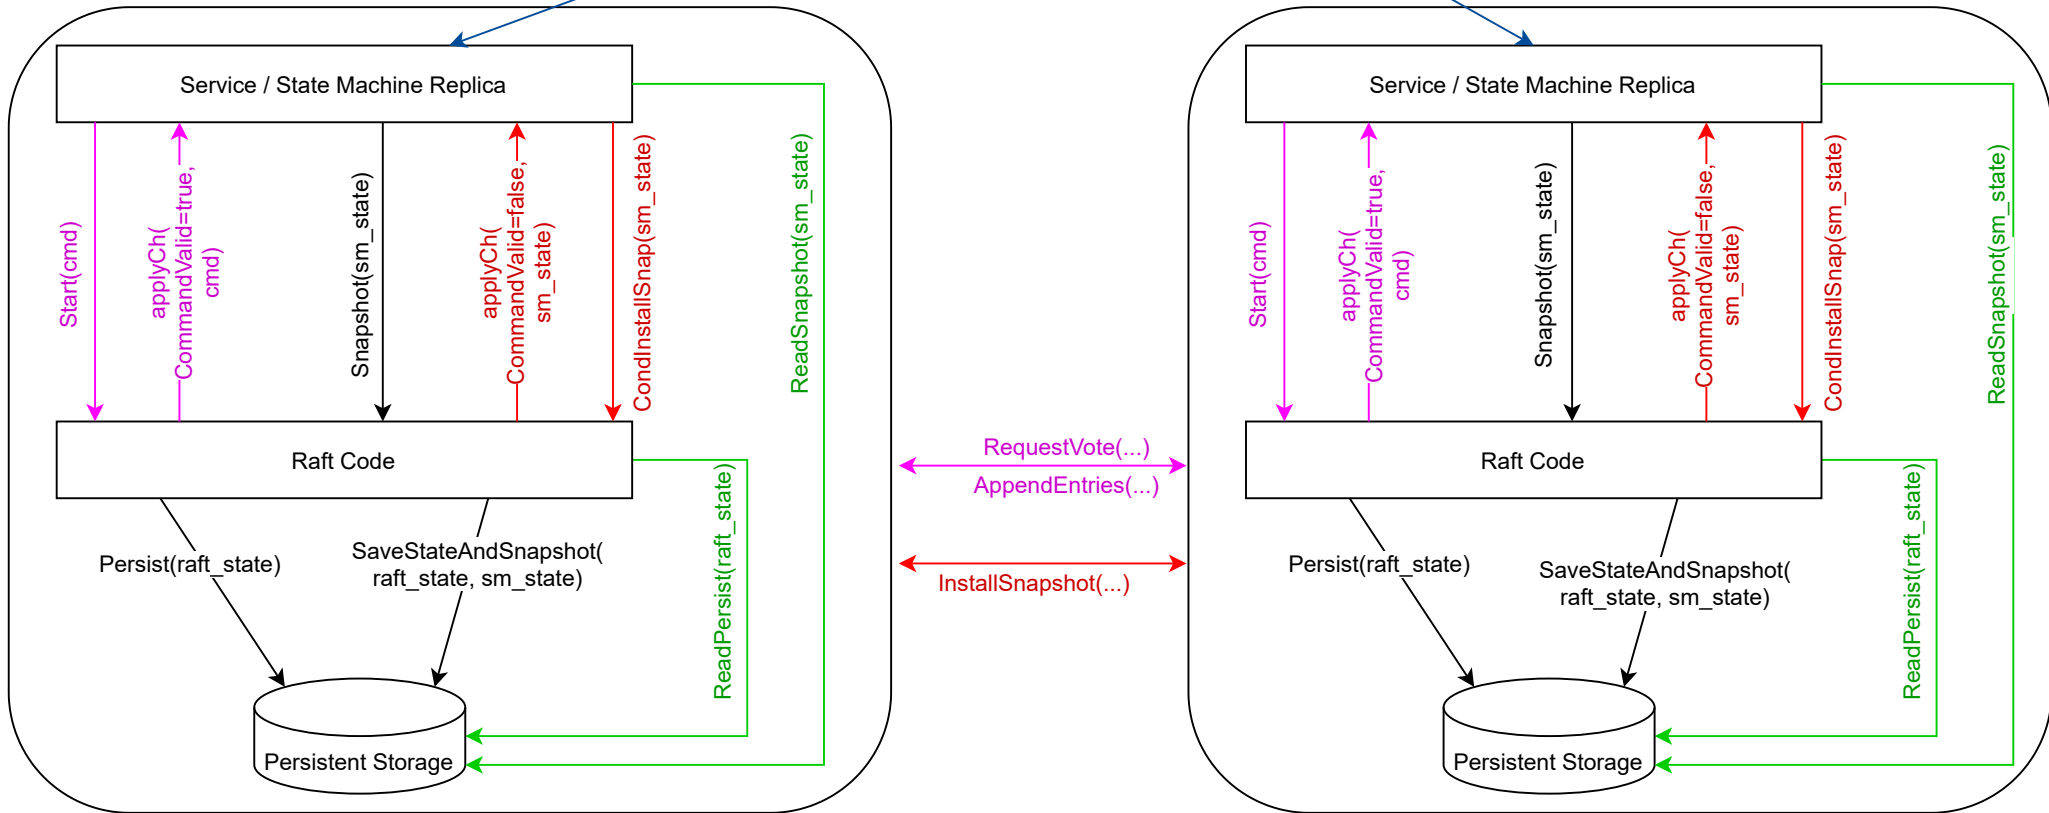 Service / State Machine Replica
Start(cmd)
applyCh(
CommandValid=true,
cmd)
Snapshot(sm_state)
applyCh(
CommandValid=false,
sm_state)
CondInstallSnap(sm_state)
ReadSnapshot(sm_state)
Raft Code
Persist(raft_state)
SaveStateAndSnapshot(
raft_state, sm_state)
ReadPersist(raft_state)
Persistent Storage
RequestVote(...)
AppendEntries(...)
InstallSnapshot(...)
Service / State Machine Replica
Start(cmd)
applyCh(
CommandValid=true,
cmd)
Snapshot(sm_state)
applyCh(
CommandValid=false,
sm_state)
CondInstallSnap(sm_state)
ReadSnapshot(sm_state)
Raft Code
Persist(raft_state)
SaveStateAndSnapshot(
raft_state, sm_state)
ReadPersist(raft_state)
Persistent Storage